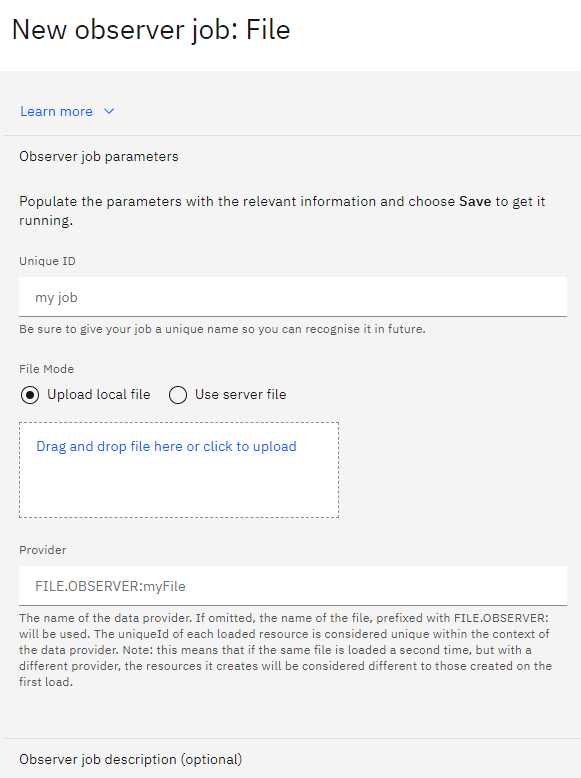 New observer job: File
Learn more
Observer job parameters
Populate the parameters with the relevant information and choose Save to get it
running.
Unique ID
my job
Be sure to give your job a unique name so you can recognise it in future.
File Mode
Upload local file
Use server file
Drag and drop file here or click to upload
Provider
FILE.OBSERVER:myFile
The name of the data provider. If omitted, the name of the file, prefixed with FILE.OBSERVER:
will be used. The uniqueId of each loaded resource is considered unique within the context of
the data provider. Note: this means that if the same file is loaded a second time, but with a
different provider, the resources it creates will be considered different to those created on the
first load.
Observer job description (optional)